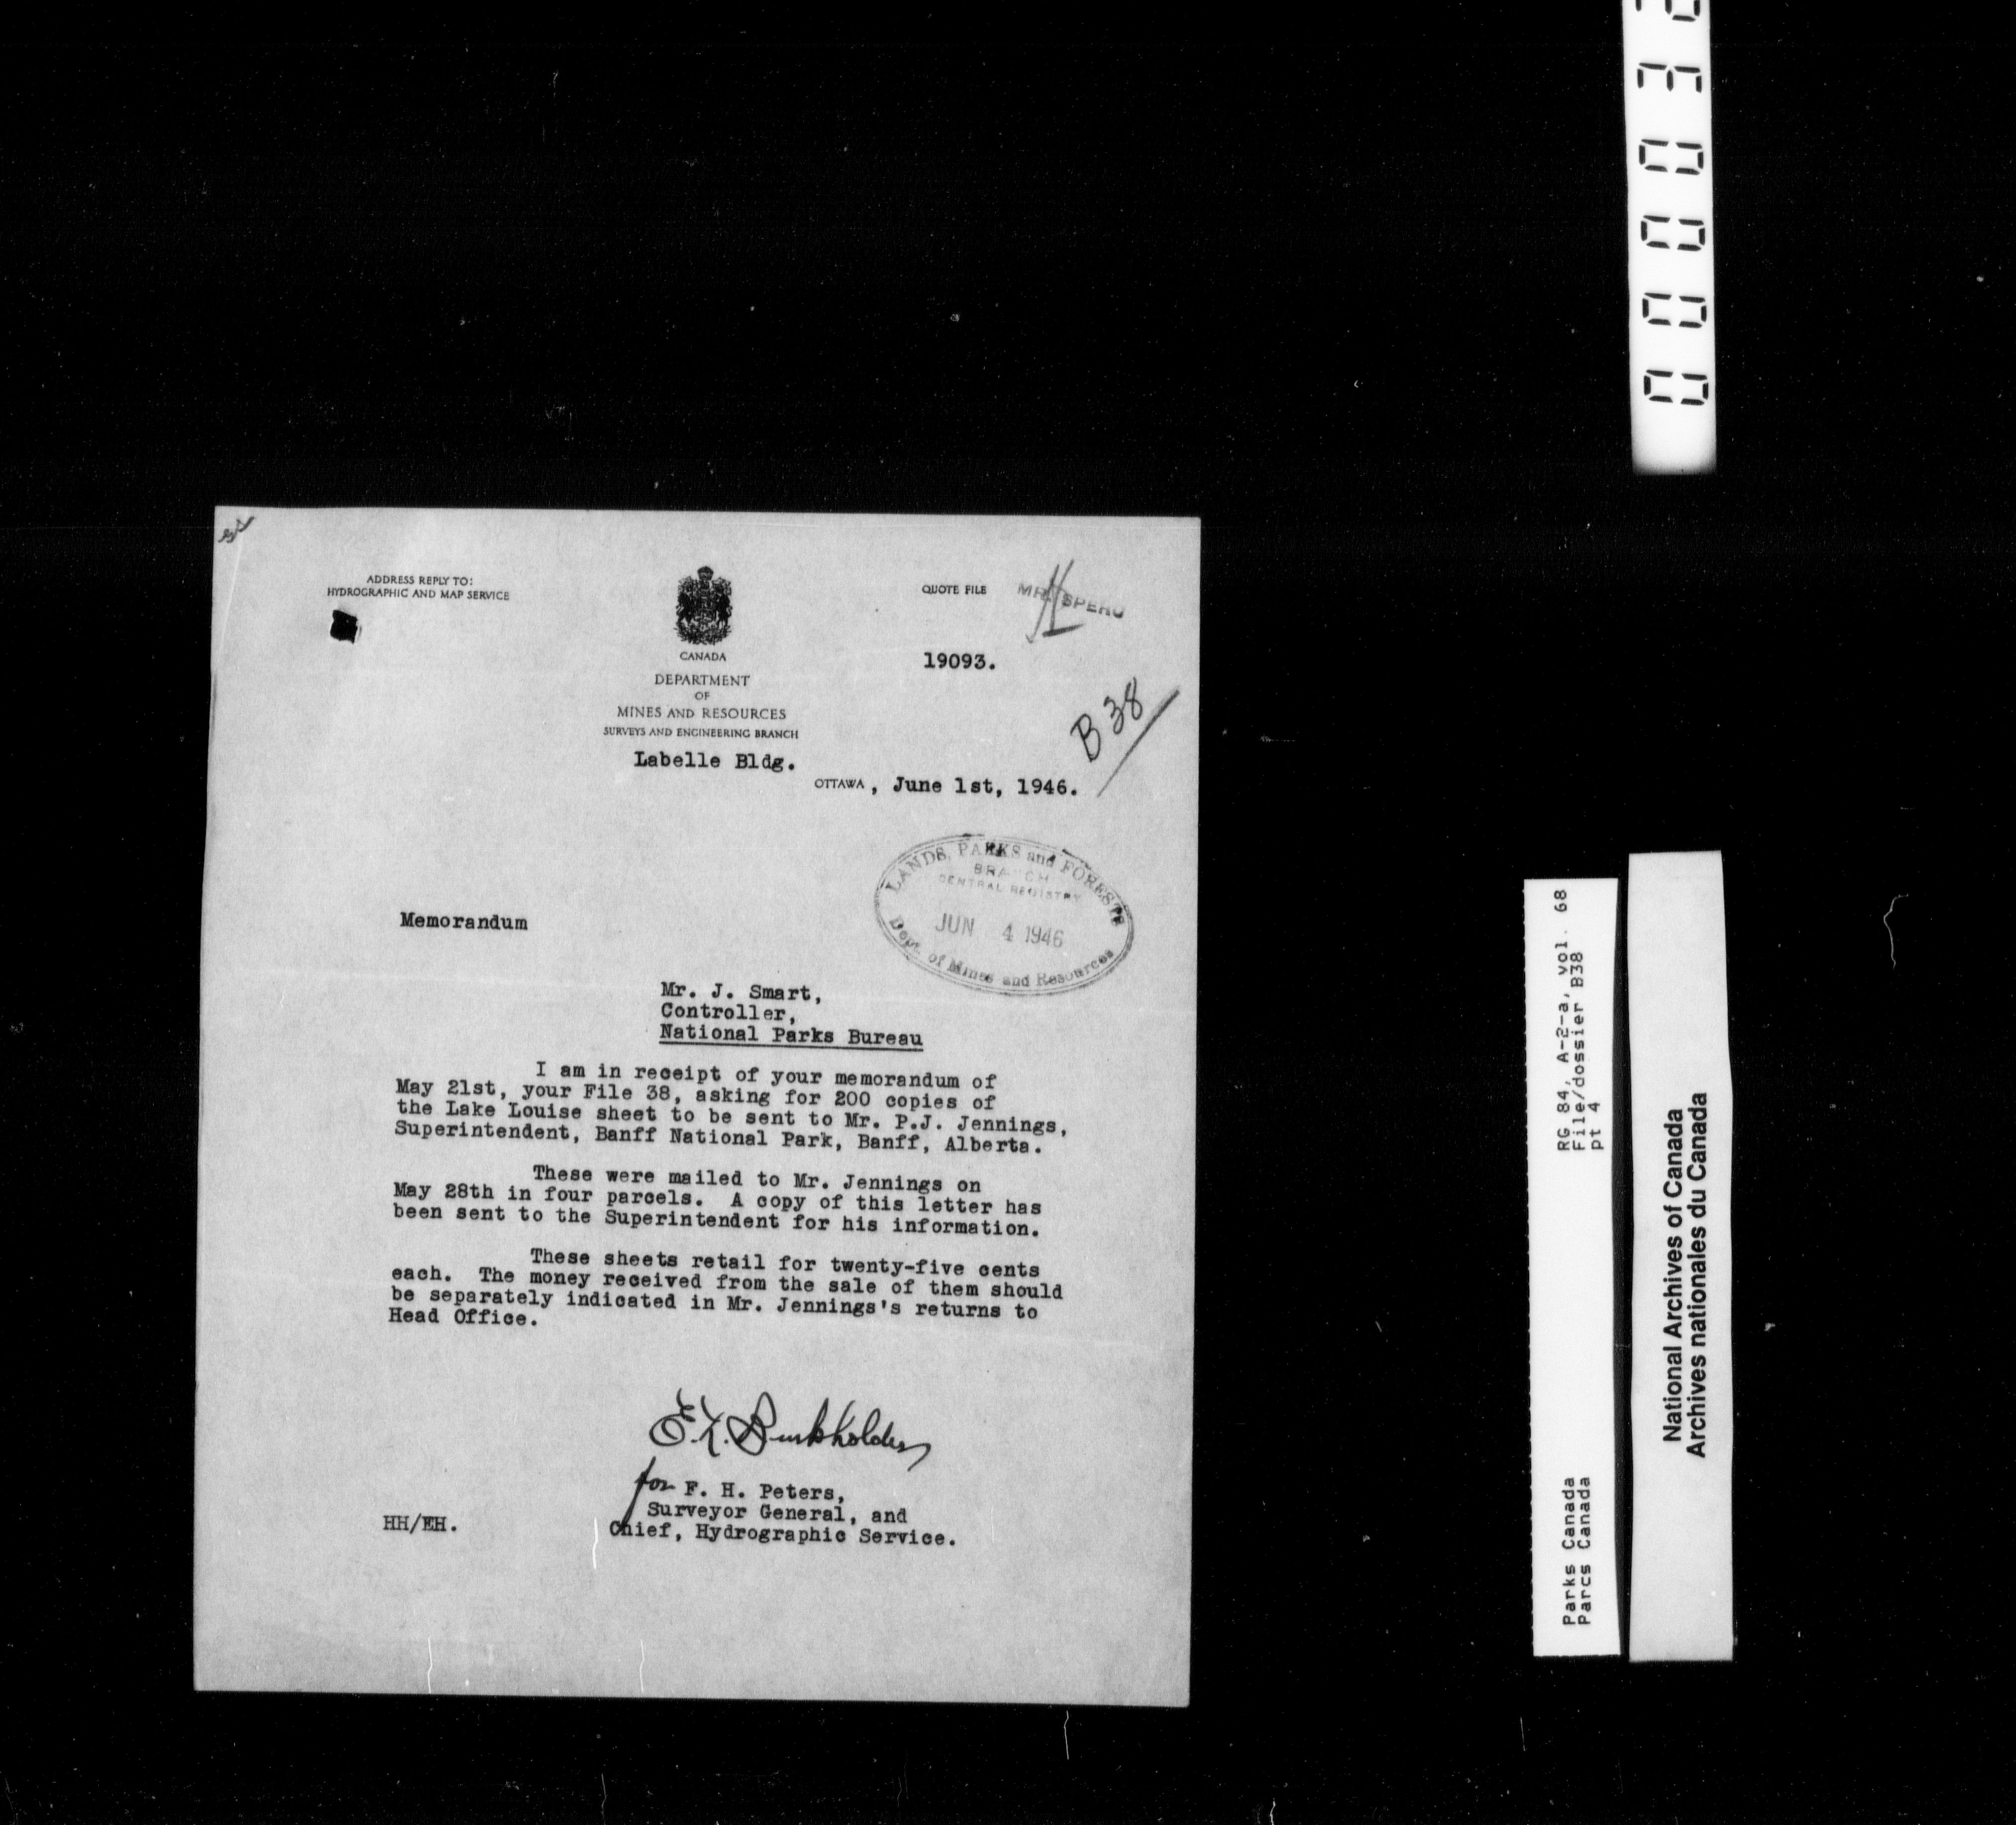 ADDRESS REPLY TO:
HYDROGRAPHIC AND MAP SERVICE
QUOTE FILE
MR. SPERO
19093.
CANADA
DEPARTMENT
OF
MINES AND RESOURCES
SURVEYS AND ENGINEERING BRANCH
Labelle Bldg.
B 38
OTTAWA, June 1st, 1946.
LANDS, PARKS and FORESTS
BRANCH
CENTRAL REGISTRY
JUN 4 1946
Dept. of Mines and Resources
Memorandum
Mr. J. Smart,
Controller,
National Parks Bureau
I am in receipt of your memorandum of
May 21st, your File 38, asking for 200 copies of
the Lake Louise sheet to be sent to Mr. P.J. Jennings,
Superintendent, Banff National Park, Banff, Alberta.
These were mailed to Mr. Jennings on
May 28th in four parcels. A copy of this letter has
been sent to the Superintendent for his information.
These sheets retail for twenty-five cents
each. The money received from the sale of them should
be separately indicated in Mr. Jennings's returns to
Head Office.
Burkholder
for F. H. Peters,
Surveyor General, and
Chief, Hydrographic Service.
HH/EH.
RG 84, A-2-a, vol. 68
File/dossier B38
pt 4
Parks Canada
Parcs Canada
National Archives of Canada
Archives nationales du Canada